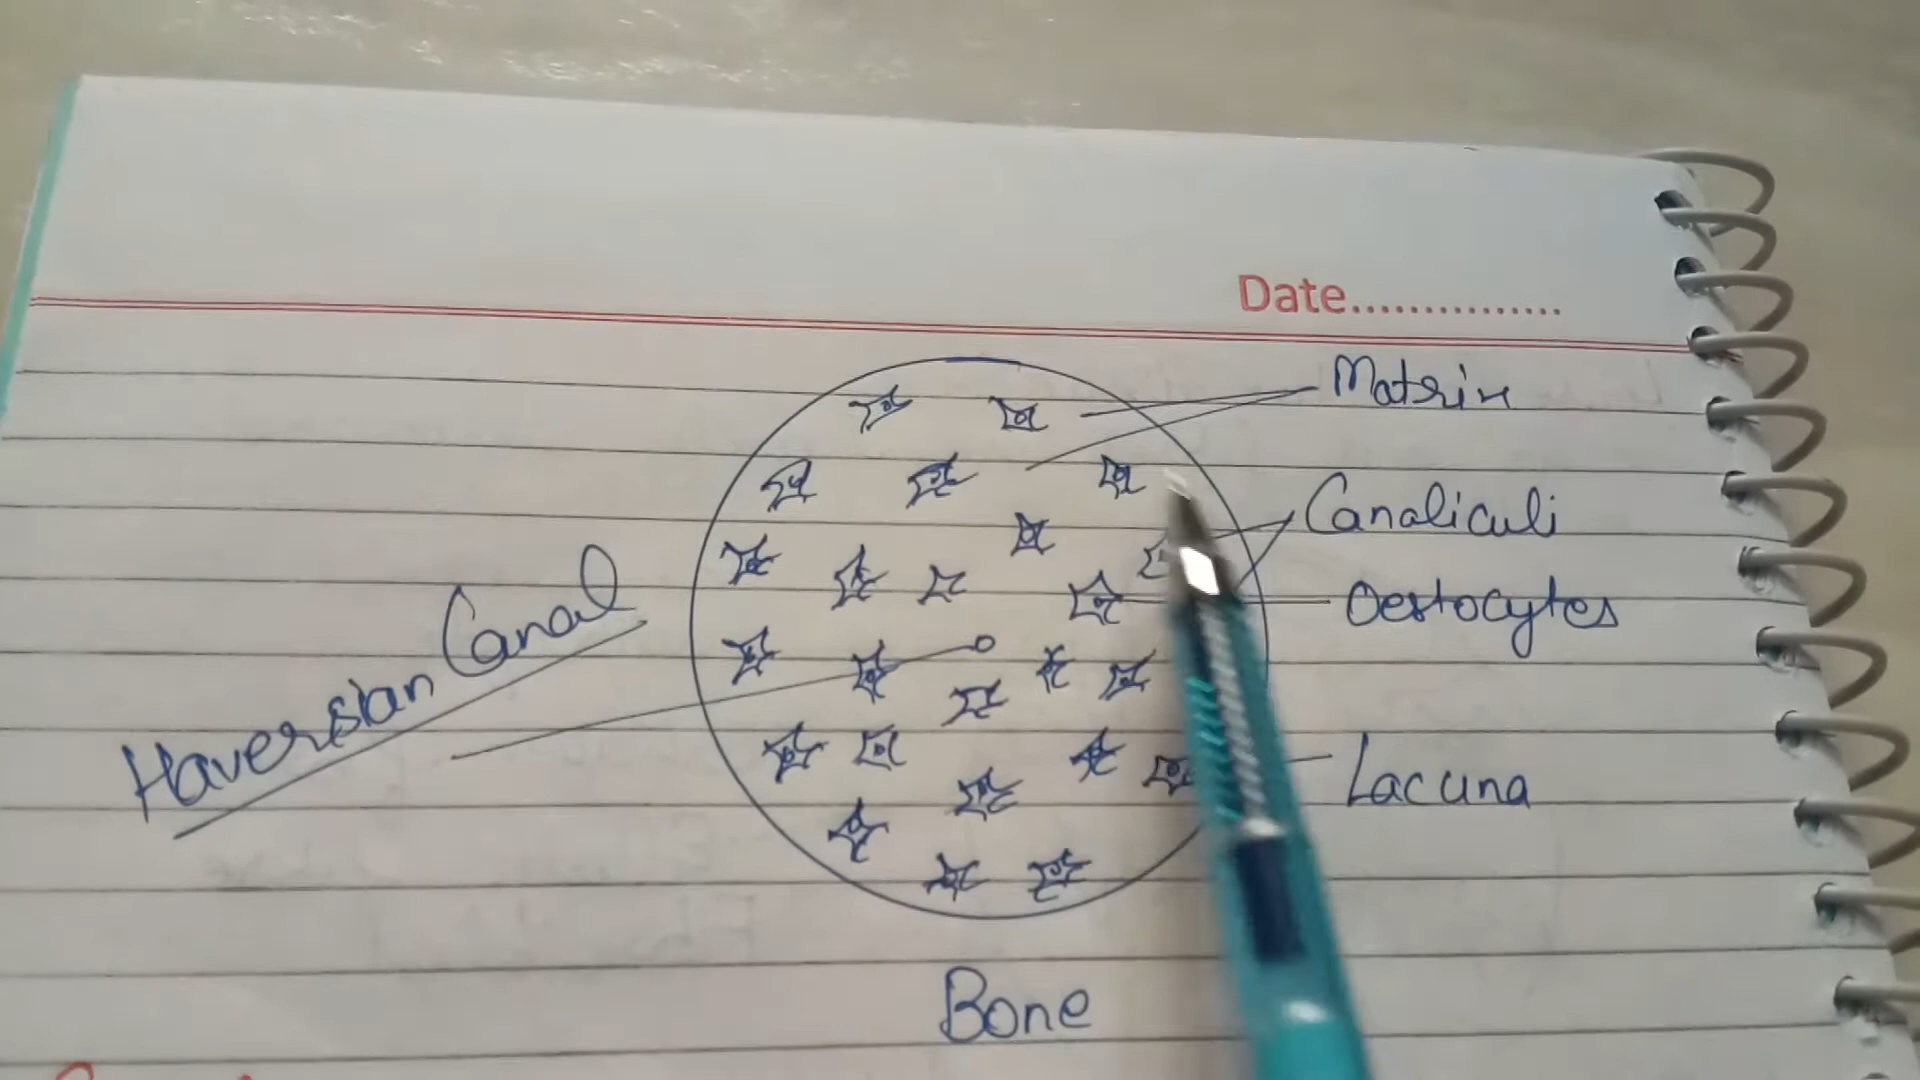 Date...............
Matrix
Canaliculi
Oestocytes
Haversian Canal
Lacuna
Bone